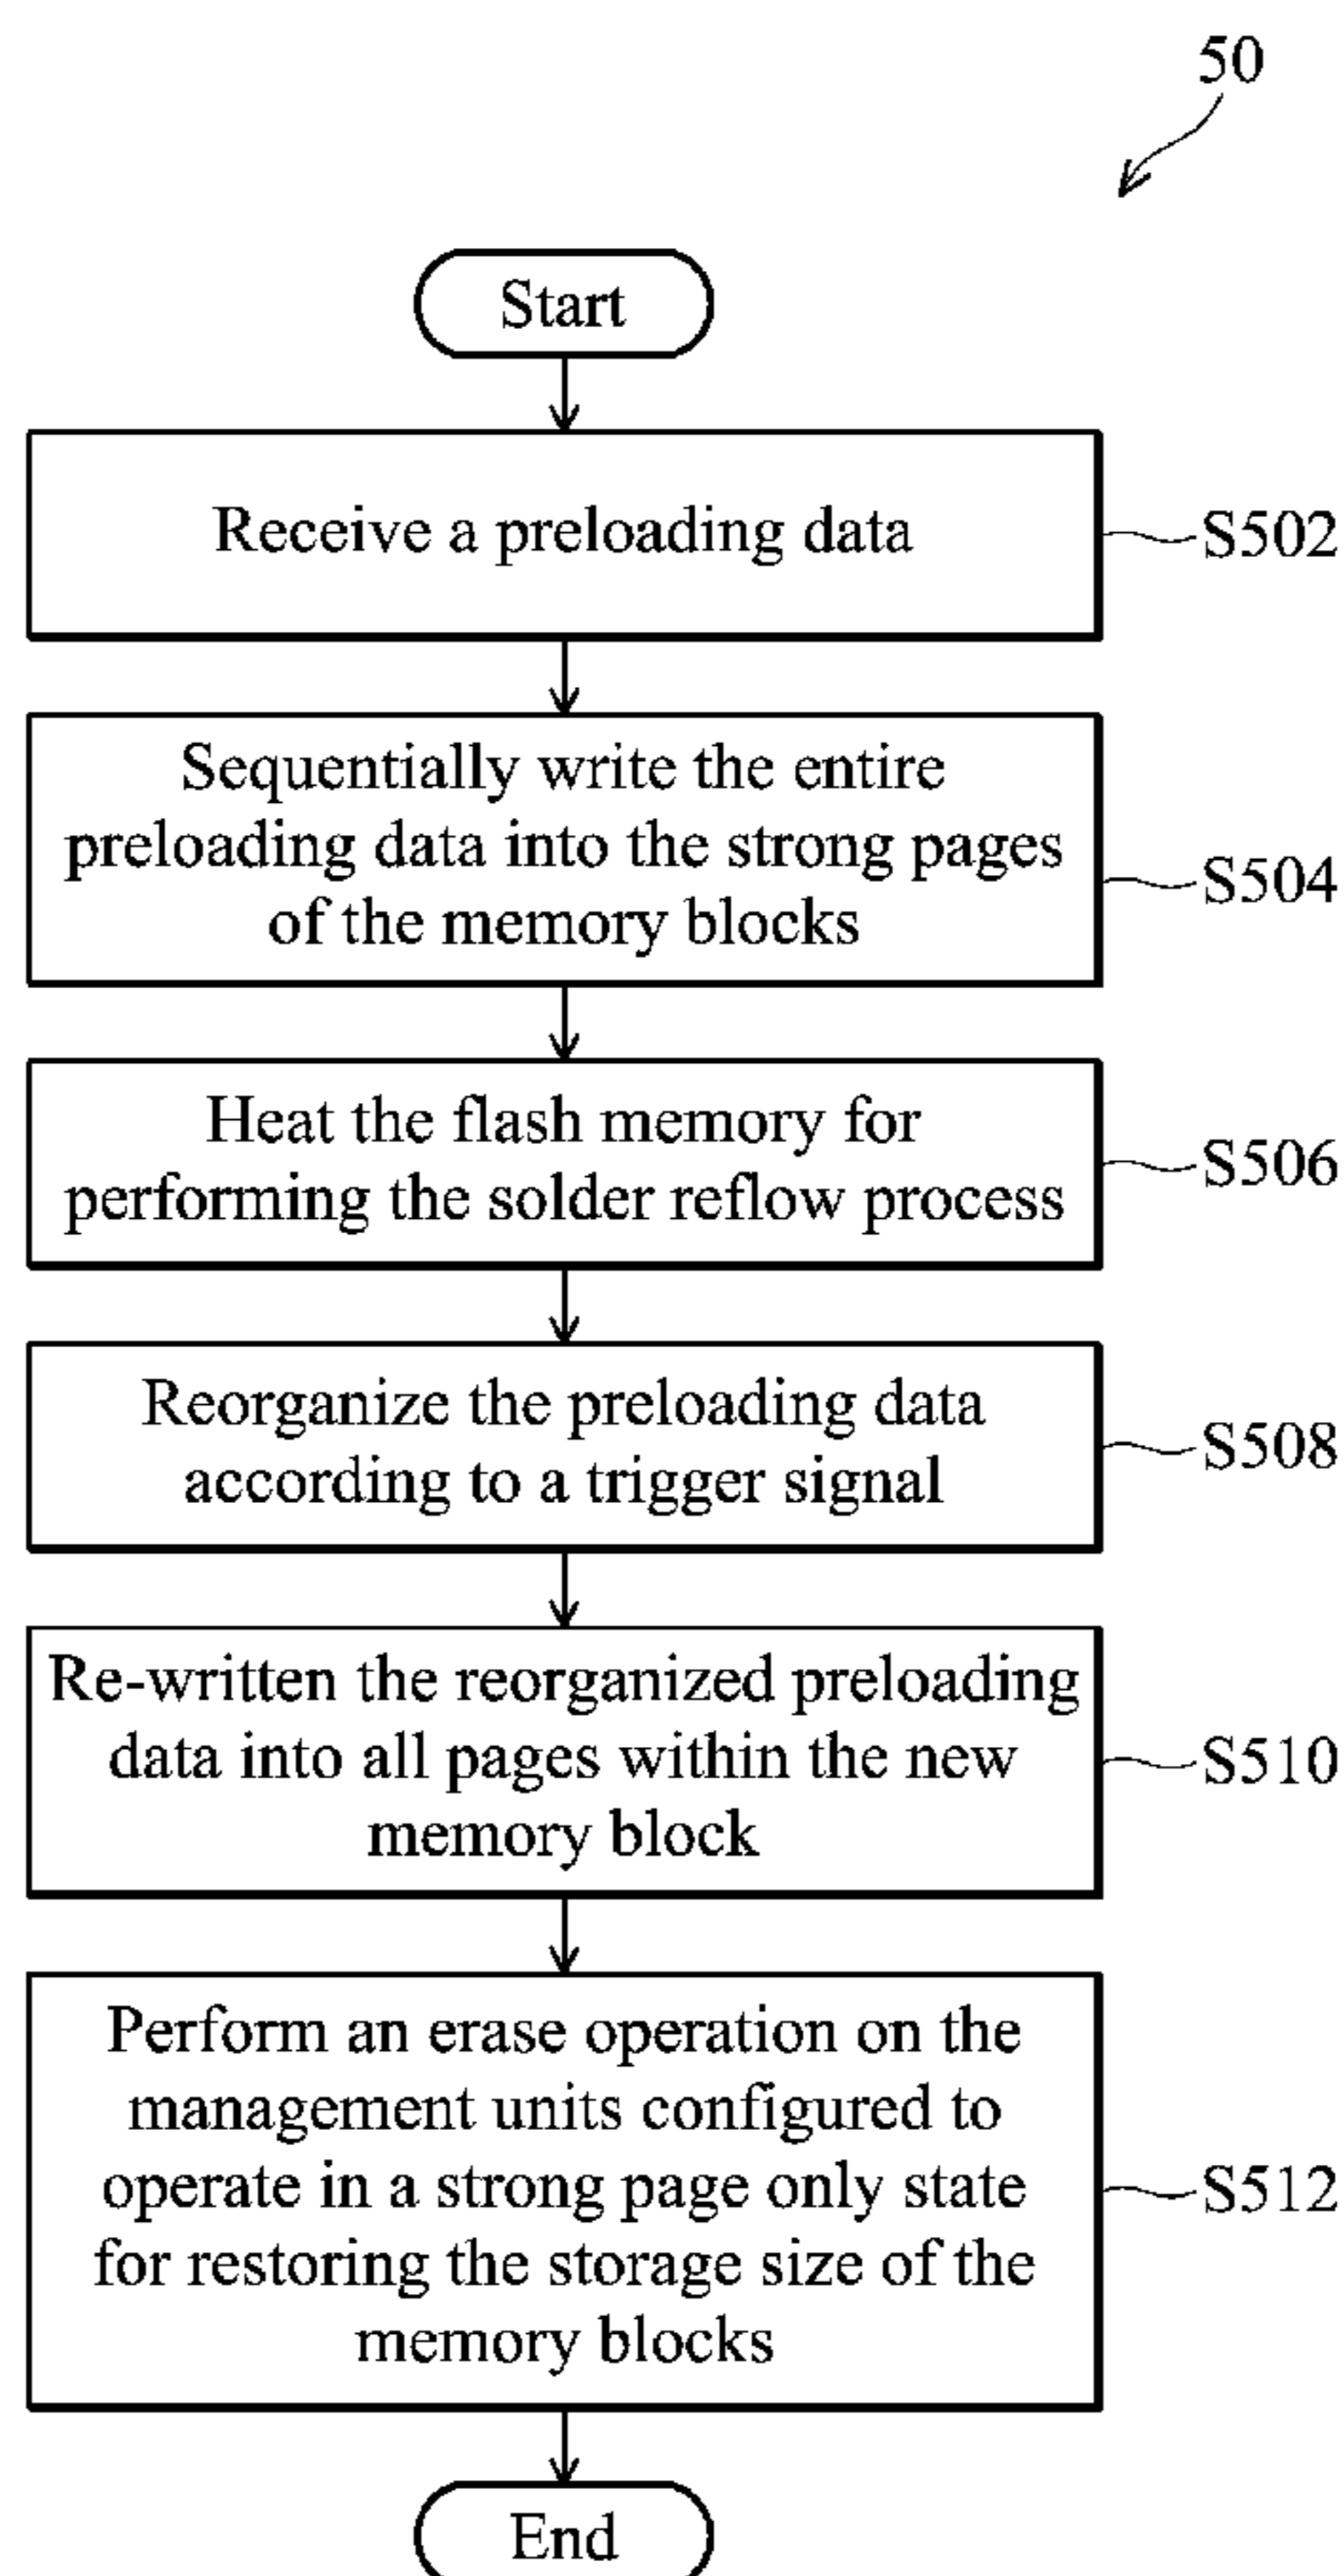 50
Start
Receive a preloading data
S502
Sequentially write the entire
preloading data into the strong pages
of the memory blocks
S504
Heat the flash memory for
performing the solder reflow process
S506
Reorganize the preloading data
according to a trigger signal
S508
Re-written the reorganized preloading
data into all pages within the new
memory block
S510
Perform an erase operation on the
management units configured to
operate in a strong page only state
for restoring the storage size of the
memory blocks
S512
End